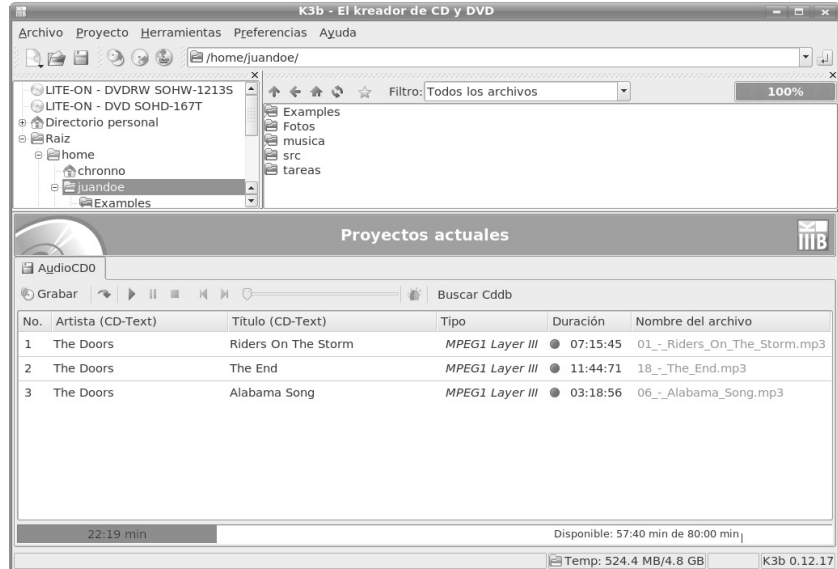 K3b - El kreador de CD y DVD
Archivo Proyecto Herramientas Preferencias Ayuda
/home/juandoe/
LITE-ON - DVDRW SOHW-1213S
LITE-ON - DVD SOHD-167T
Directorio personal
Raiz
home
chronno
juandoe
Examples
Filtro: Todos los archivos
100%
Examples
Fotos
musica
src
tareas
Proyectos actuales
AudioCD0
Grabar Buscar Cddb
No. Artista (CD-Text) Título (CD-Text) Tipo Duración Nombre del archivo
1 The Doors Riders On The Storm MPEG1 Layer III 07:15:45 01_-_Riders_On_The_Storm.mp3
2 The Doors The End MPEG1 Layer III 11:44:71 18_-_The_End.mp3
3 The Doors Alabama Song MPEG1 Layer III 03:18:56 06_-_Alabama_Song.mp3
22:19 min Disponible: 57:40 min de 80:00 min
Temp: 524.4 MB/4.8 GB K3b 0.12.17